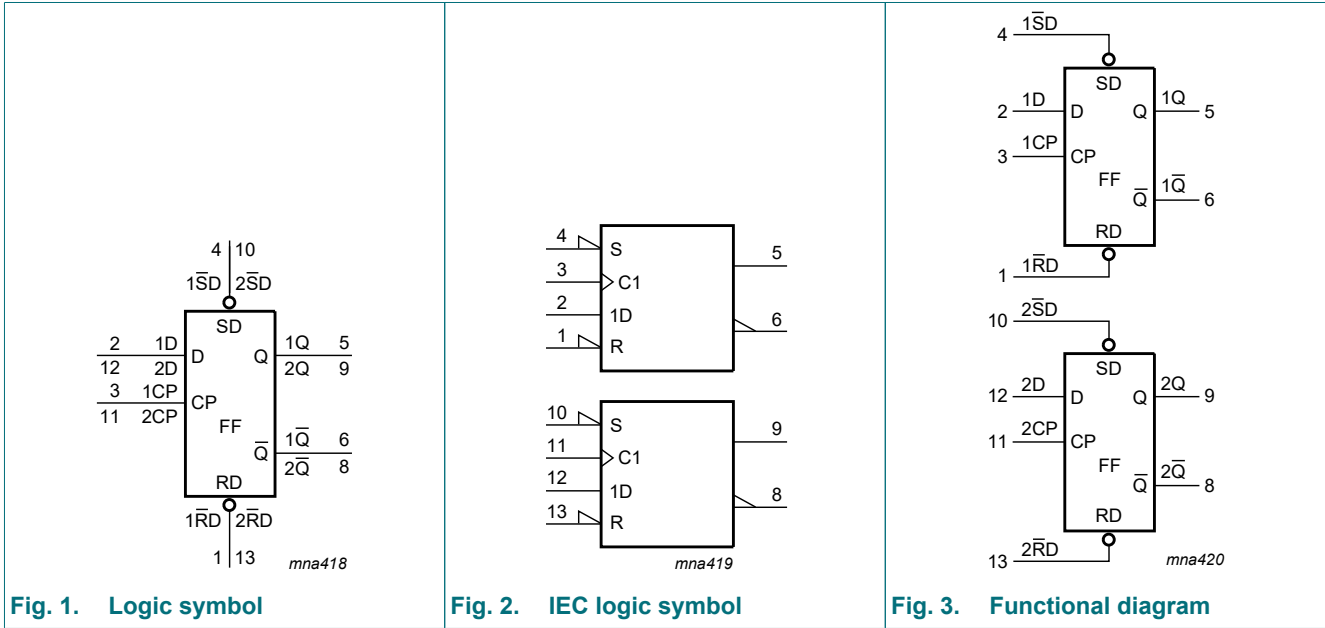 4 10
1S̅D 2S̅D
SD
2 1D D Q 1Q 5
12 2D 2Q 9
3 1CP CP
11 2CP
FF
Q̅ 1Q̅ 6
2Q̅ 8
RD
1R̅D 2R̅D
1 13
mna418
Fig. 1. Logic symbol
4 S
3 C1
2 1D
1 R
5
6
10 S
11 C1
12 1D
13 R
9
8
mna419
Fig. 2. IEC logic symbol
4 1S̅D
SD
2 1D D Q 1Q 5
3 1CP CP
FF
Q̅ 1Q̅ 6
RD
1 1R̅D
10 2S̅D
SD
12 2D D Q 2Q 9
11 2CP CP
FF
Q̅ 2Q̅ 8
RD
13 2R̅D
mna420
Fig. 3. Functional diagram